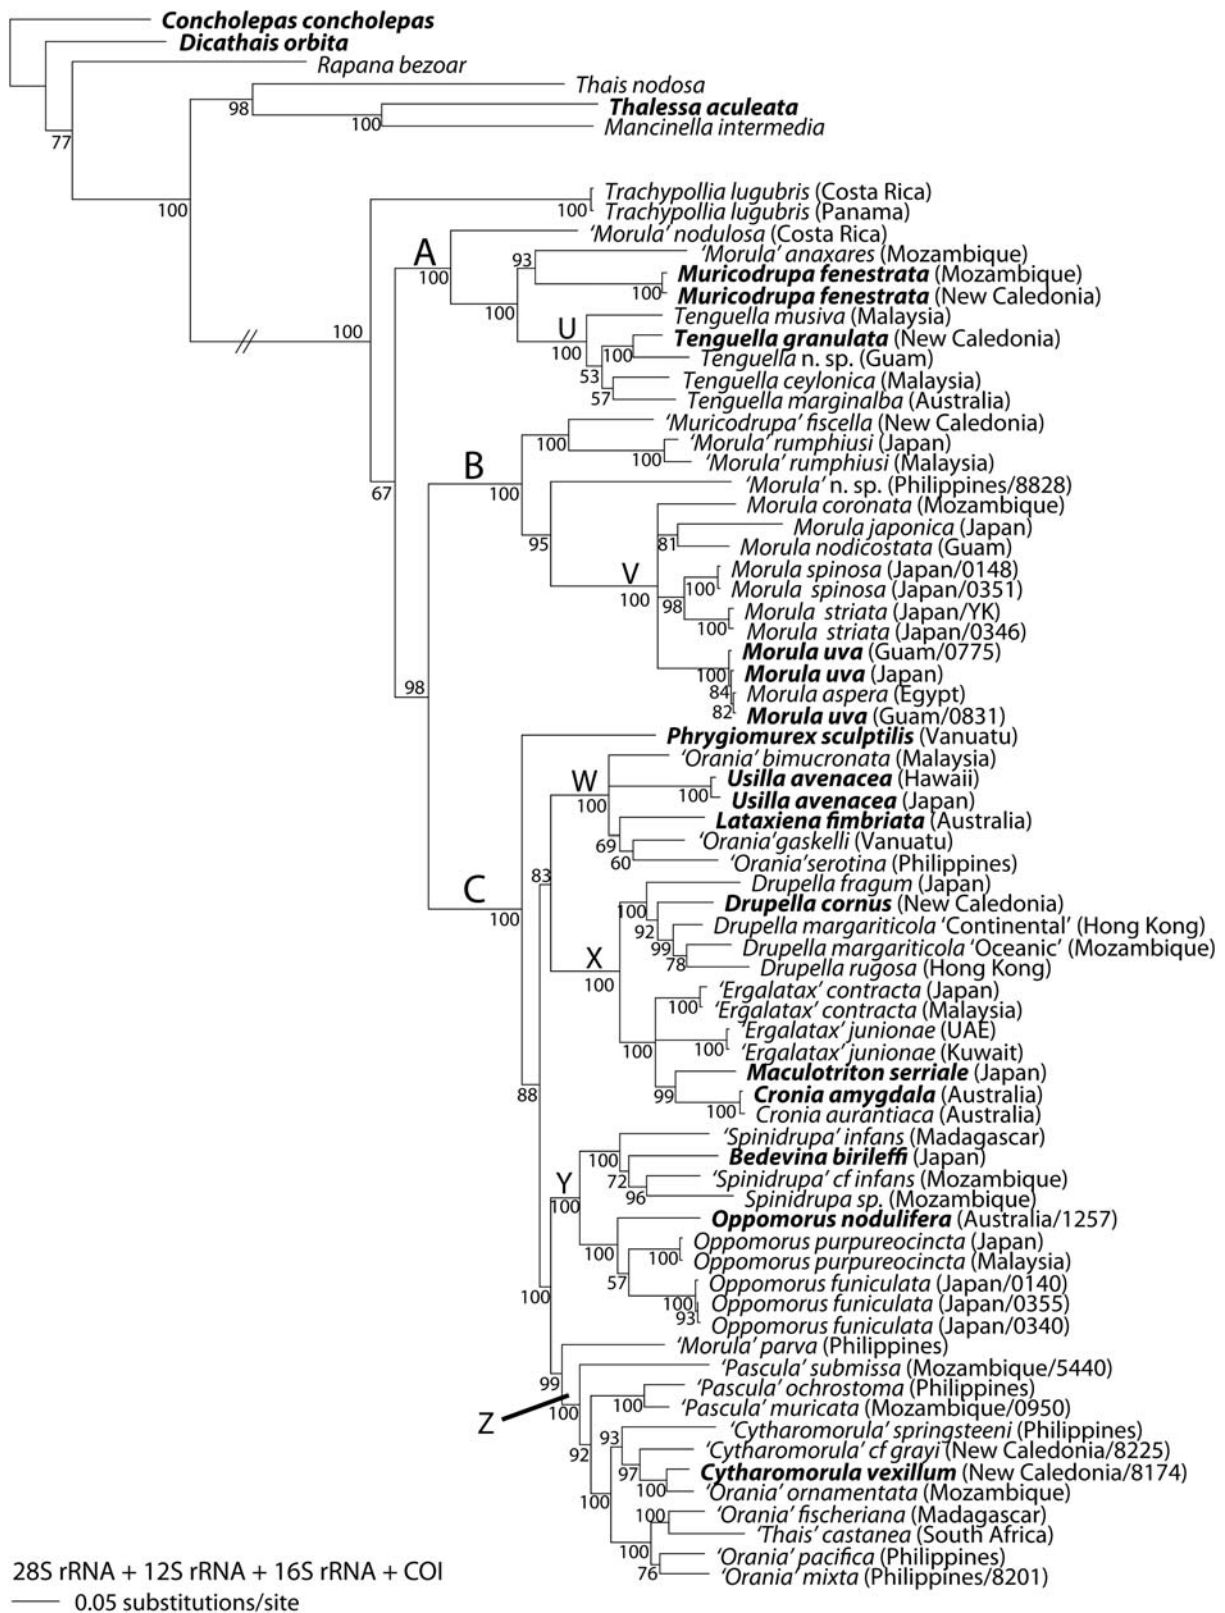 Concholepas concholepas
Dicathais orbita
Rapana bezoar
Thais nodosa
98
Thalessa aculeata
100
Mancinella intermedia
77
Trachypollia lugubris (Costa Rica)
100
Trachypollia lugubris (Panama)
100
'Morula' nodulosa (Costa Rica)
A
'Morula' anaxares (Mozambique)
93
Muricodrupa fenestrata (Mozambique)
100
100
Muricodrupa fenestrata (New Caledonia)
100
Tenguella musiva (Malaysia)
U
100
Tenguella granulata (New Caledonia)
100
100
Tenguella n. sp. (Guam)
53
Tenguella ceylonica (Malaysia)
57
Tenguella marginalba (Australia)
'Muricodrupa' fiscella (New Caledonia)
100
'Morula' rumphiusi (Japan)
B
100
'Morula' rumphiusi (Malaysia)
67
100
'Morula' n. sp. (Philippines/8828)
Morula coronata (Mozambique)
Morula japonica (Japan)
95
81
Morula nodicostata (Guam)
V
Morula spinosa (Japan/0148)
100
Morula spinosa (Japan/0351)
100
98
Morula striata (Japan/YK)
100
Morula striata (Japan/0346)
Morula uva (Guam/0775)
100
Morula uva (Japan)
98
84
Morula aspera (Egypt)
82
Morula uva (Guam/0831)
Phrygiomurex sculptilis (Vanuatu)
'Orania' bimucronata (Malaysia)
W
Usilla avenacea (Hawaii)
100
100
Usilla avenacea (Japan)
Lataxiena fimbriata (Australia)
69
'Orania'gaskelli (Vanuatu)
60
'Orania'serotina (Philippines)
83
Drupella fragum (Japan)
C
100
Drupella cornus (New Caledonia)
100
92
Drupella margariticola 'Continental' (Hong Kong)
99
Drupella margariticola 'Oceanic' (Mozambique)
X
78
Drupella rugosa (Hong Kong)
100
'Ergalatax' contracta (Japan)
100
'Ergalatax' contracta (Malaysia)
'Ergalatax' junionae (UAE)
100
100
'Ergalatax' junionae (Kuwait)
Maculotriton serriale (Japan)
88
99
Cronia amygdala (Australia)
100
Cronia aurantiaca (Australia)
'Spinidrupa' infans (Madagascar)
100
Bedevina birileffi (Japan)
72
'Spinidrupa' cf infans (Mozambique)
Y
96
Spinidrupa sp. (Mozambique)
100
Oppomorus nodulifera (Australia/1257)
Oppomorus purpureocincta (Japan)
100
100
Oppomorus purpureocincta (Malaysia)
57
Oppomorus funiculata (Japan/0140)
100
100
Oppomorus funiculata (Japan/0355)
93
Oppomorus funiculata (Japan/0340)
'Morula' parva (Philippines)
'Pascula' submissa (Mozambique/5440)
99
'Pascula' ochrostoma (Philippines)
Z
100
100
'Pascula' muricata (Mozambique/0950)
'Cytharomorula' springsteeni (Philippines)
93
92
'Cytharomorula' cf grayi (New Caledonia/8225)
97
Cytharomorula vexillum (New Caledonia/8174)
100
100
'Orania' ornamentata (Mozambique)
'Orania' fischeriana (Madagascar)
100
'Thais' castanea (South Africa)
100
'Orania' pacifica (Philippines)
76
'Orania' mixta (Philippines/8201)
28S rRNA + 12S rRNA + 16S rRNA + COI
0.05 substitutions/site